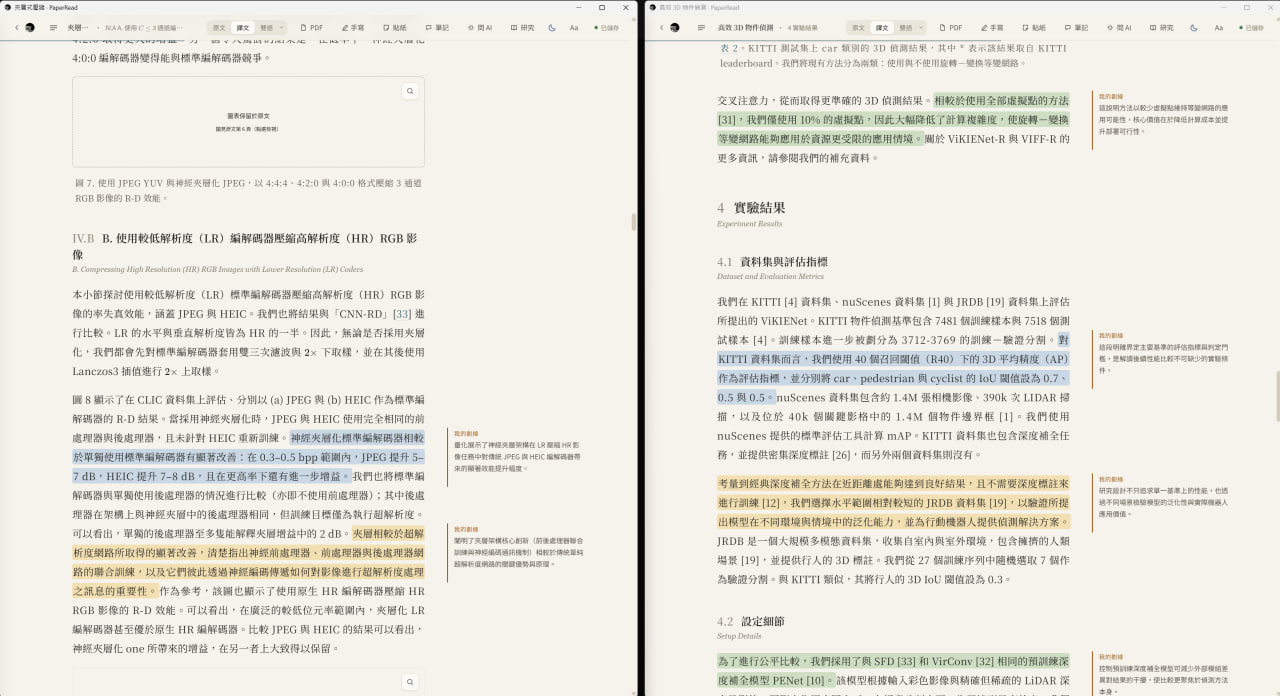 夾層式壓縮 · PaperRead
夾層⋯ · IV.A A. 使用 C ≤ 3 通道編⋯ 原文 譯文 雙語 PDF 手寫 貼紙 筆記 問 AI 研究 Aa 已儲存
4:0:0 編解碼器變得能與標準編解碼器競爭。
圖表保留於原文
圖 7. 使用 JPEG YUV 與神經夾層化 JPEG，以 4:4:4、4:2:0 與 4:0:0 格式壓縮 3 通道
RGB 影像的 R-D 效能。
IV.B B. 使用較低解析度（LR）編解碼器壓縮高解析度（HR）RGB 影
像
B. Compressing High Resolution (HR) RGB Images with Lower Resolution (LR) Codecs
本小節探討使用較低解析度（LR）標準編解碼器壓縮高解析度（HR）RGB 影
像的率失真效能，涵蓋 JPEG 與 HEIC。我們也將結果與「CNN-RD」[33] 進
行比較。LR 的水平與垂直解析度皆為 HR 的一半。因此，無論是否採用夾層
化，我們都會先對標準編解碼器套用雙三次濾波與 2× 下取樣，並在其後使用
Lanczos3 插值進行 2× 上取樣。
圖 8 顯示了在 CLIC 資料集上評估、分別以 (a) JPEG 與 (b) HEIC 作為標準編
解碼器的 R-D 結果。當採用神經夾層化時，JPEG 與 HEIC 使用完全相同的前
處理器與後處理器，且未針對 HEIC 重新訓練。神經夾層化標準編解碼器相較
於單獨使用標準編解碼器有顯著改善：在 0.3–0.5 bpp 範圍內，JPEG 提升 5–
7 dB，HEIC 提升 7–8 dB，且在更高率下還有進一步增益。我們也將標準編
解碼器與單獨使用後處理器的情況進行比較（亦即不使用前處理器）；其中後處
理器在架構上與神經夾層中的後處理器相同，但訓練目標僅為執行超解析度。
可以看出，單獨的後處理器至多隻能解釋夾層增益中的 2 dB。夾層相較於超解
析度網路所取得的顯著改善，清楚指出神經前處理器、前處理器與後處理器網
路的聯合訓練，以及它們彼此透過神經編碼傳遞如何對影像進行超解析度處理
之訊息的重要性。作為參考，該圖也顯示了使用原生 HR 編解碼器壓縮 HR
RGB 影像的 R-D 效能。可以看出，在廣泛的較低位元率範圍內，夾層化 LR
編解碼器甚至優於原生 HR 編解碼器。比較 JPEG 與 HEIC 的結果可以看出，
神經夾層化 one 所帶來的增益，在另一者上大致得以保留。
我的劃線
量化展示了神經夾層架構在 LR 壓縮 HR 影
像任務中對傳統 JPEG 與 HEIC 編解碼器帶
來的顯著效能提升幅度。
我的劃線
闡明了夾層架構核心創新（前後處理器聯合
訓練與神經編碼通訊機制）相較於傳統單純
超解析度網路的關鍵優勢與原理。
高效 3D 物件偵測 · PaperRead
高效 3D 物件偵測 · 4 實驗結果 原文 譯文 雙語 PDF 手寫 貼紙 筆記 問 AI 研究 Aa 已儲存
表 2。KITTI 測試集上 car 類別的 3D 偵測結果，其中 * 表示該結果取自 KITTI
leaderboard。我們將現有方法分為兩類：使用與不使用旋轉－變換等變網路。
交叉注意力，從而取得更準確的 3D 偵測結果。相較於使用全部虛擬點的方法
[31]，我們僅使用 10% 的虛擬點，因此大幅降低了計算複雜度，使旋轉－變換
等變網路能夠應用於資源更受限的應用情境。關於 ViKIENet-R 與 VIFF-R 的
更多資訊，請參閱我們的補充資料。
我的劃線
這說明方法以較少虛擬點維持等變網路的應
用可能性，核心價值在於降低計算成本並提
升部署可行性。
4 實驗結果
Experiment Results
4.1 資料集與評估指標
Dataset and Evaluation Metrics
我們在 KITTI [4] 資料集、nuScenes 資料集 [1] 與 JRDB [19] 資料集上評估
所提出的 ViKIENet。KITTI 物件偵測基準包含 7481 個訓練樣本與 7518 個測
試樣本 [4]。訓練樣本進一步被劃分為 3712-3769 的訓練－驗證分割。對
KITTI 資料集而言，我們使用 40 個召回閾值（R40）下的 3D 平均精度（AP）
作為評估指標，並分別將 car、pedestrian 與 cyclist 的 IoU 閾值設為 0.7、
0.5 與 0.5。nuScenes 資料集包含約 1.4M 張相機影像、390k 次 LIDAR 掃
描，以及位於 40k 個關鍵影格中的 1.4M 個物件邊界框 [1]。我們使用
nuScenes 提供的標準評估工具計算 mAP。KITTI 資料集也包含深度補全任
務，並提供密集深度標註 [26]，而另外兩個資料集則沒有。
我的劃線
這段明確界定主要基準的評估指標與判定門
檻，是解讀後續性能比較不可缺少的實驗條
件。
考量到經典深度補全方法在近距離處能夠達到良好結果，且不需要深度標註來
進行訓練 [12]，我們選擇水平範圍相對較短的 JRDB 資料集 [19]，以驗證所提
出模型在不同環境與情境中的泛化能力，並為行動機器人提供偵測解決方案。
JRDB 是一個大規模多模態資料集，收集自室內與室外環境，包含擁擠的人類
場景 [19]，並提供行人的 3D 標註。我們從 27 個訓練序列中隨機選取 7 個作
為驗證分割。與 KITTI 類似，其將行人的 3D IoU 閾值設為 0.3。
我的劃線
研究設計不只追求單一基準上的性能，也透
過不同場景檢驗模型的泛化性與實際機器人
應用價值。
4.2 設定細節
Setup Details
為了進行公平比較，我們採用了與 SFD [33] 和 VirConv [32] 相同的預訓練深
度補全模型 PENet [10]。該模型根據輸入彩色影像與精確但稀疏的 LiDAR 深
我的劃線
控制預訓練深度補全模型可減少外部模組差
異對結果的干擾，使比較更聚焦於偵測方法
本身。